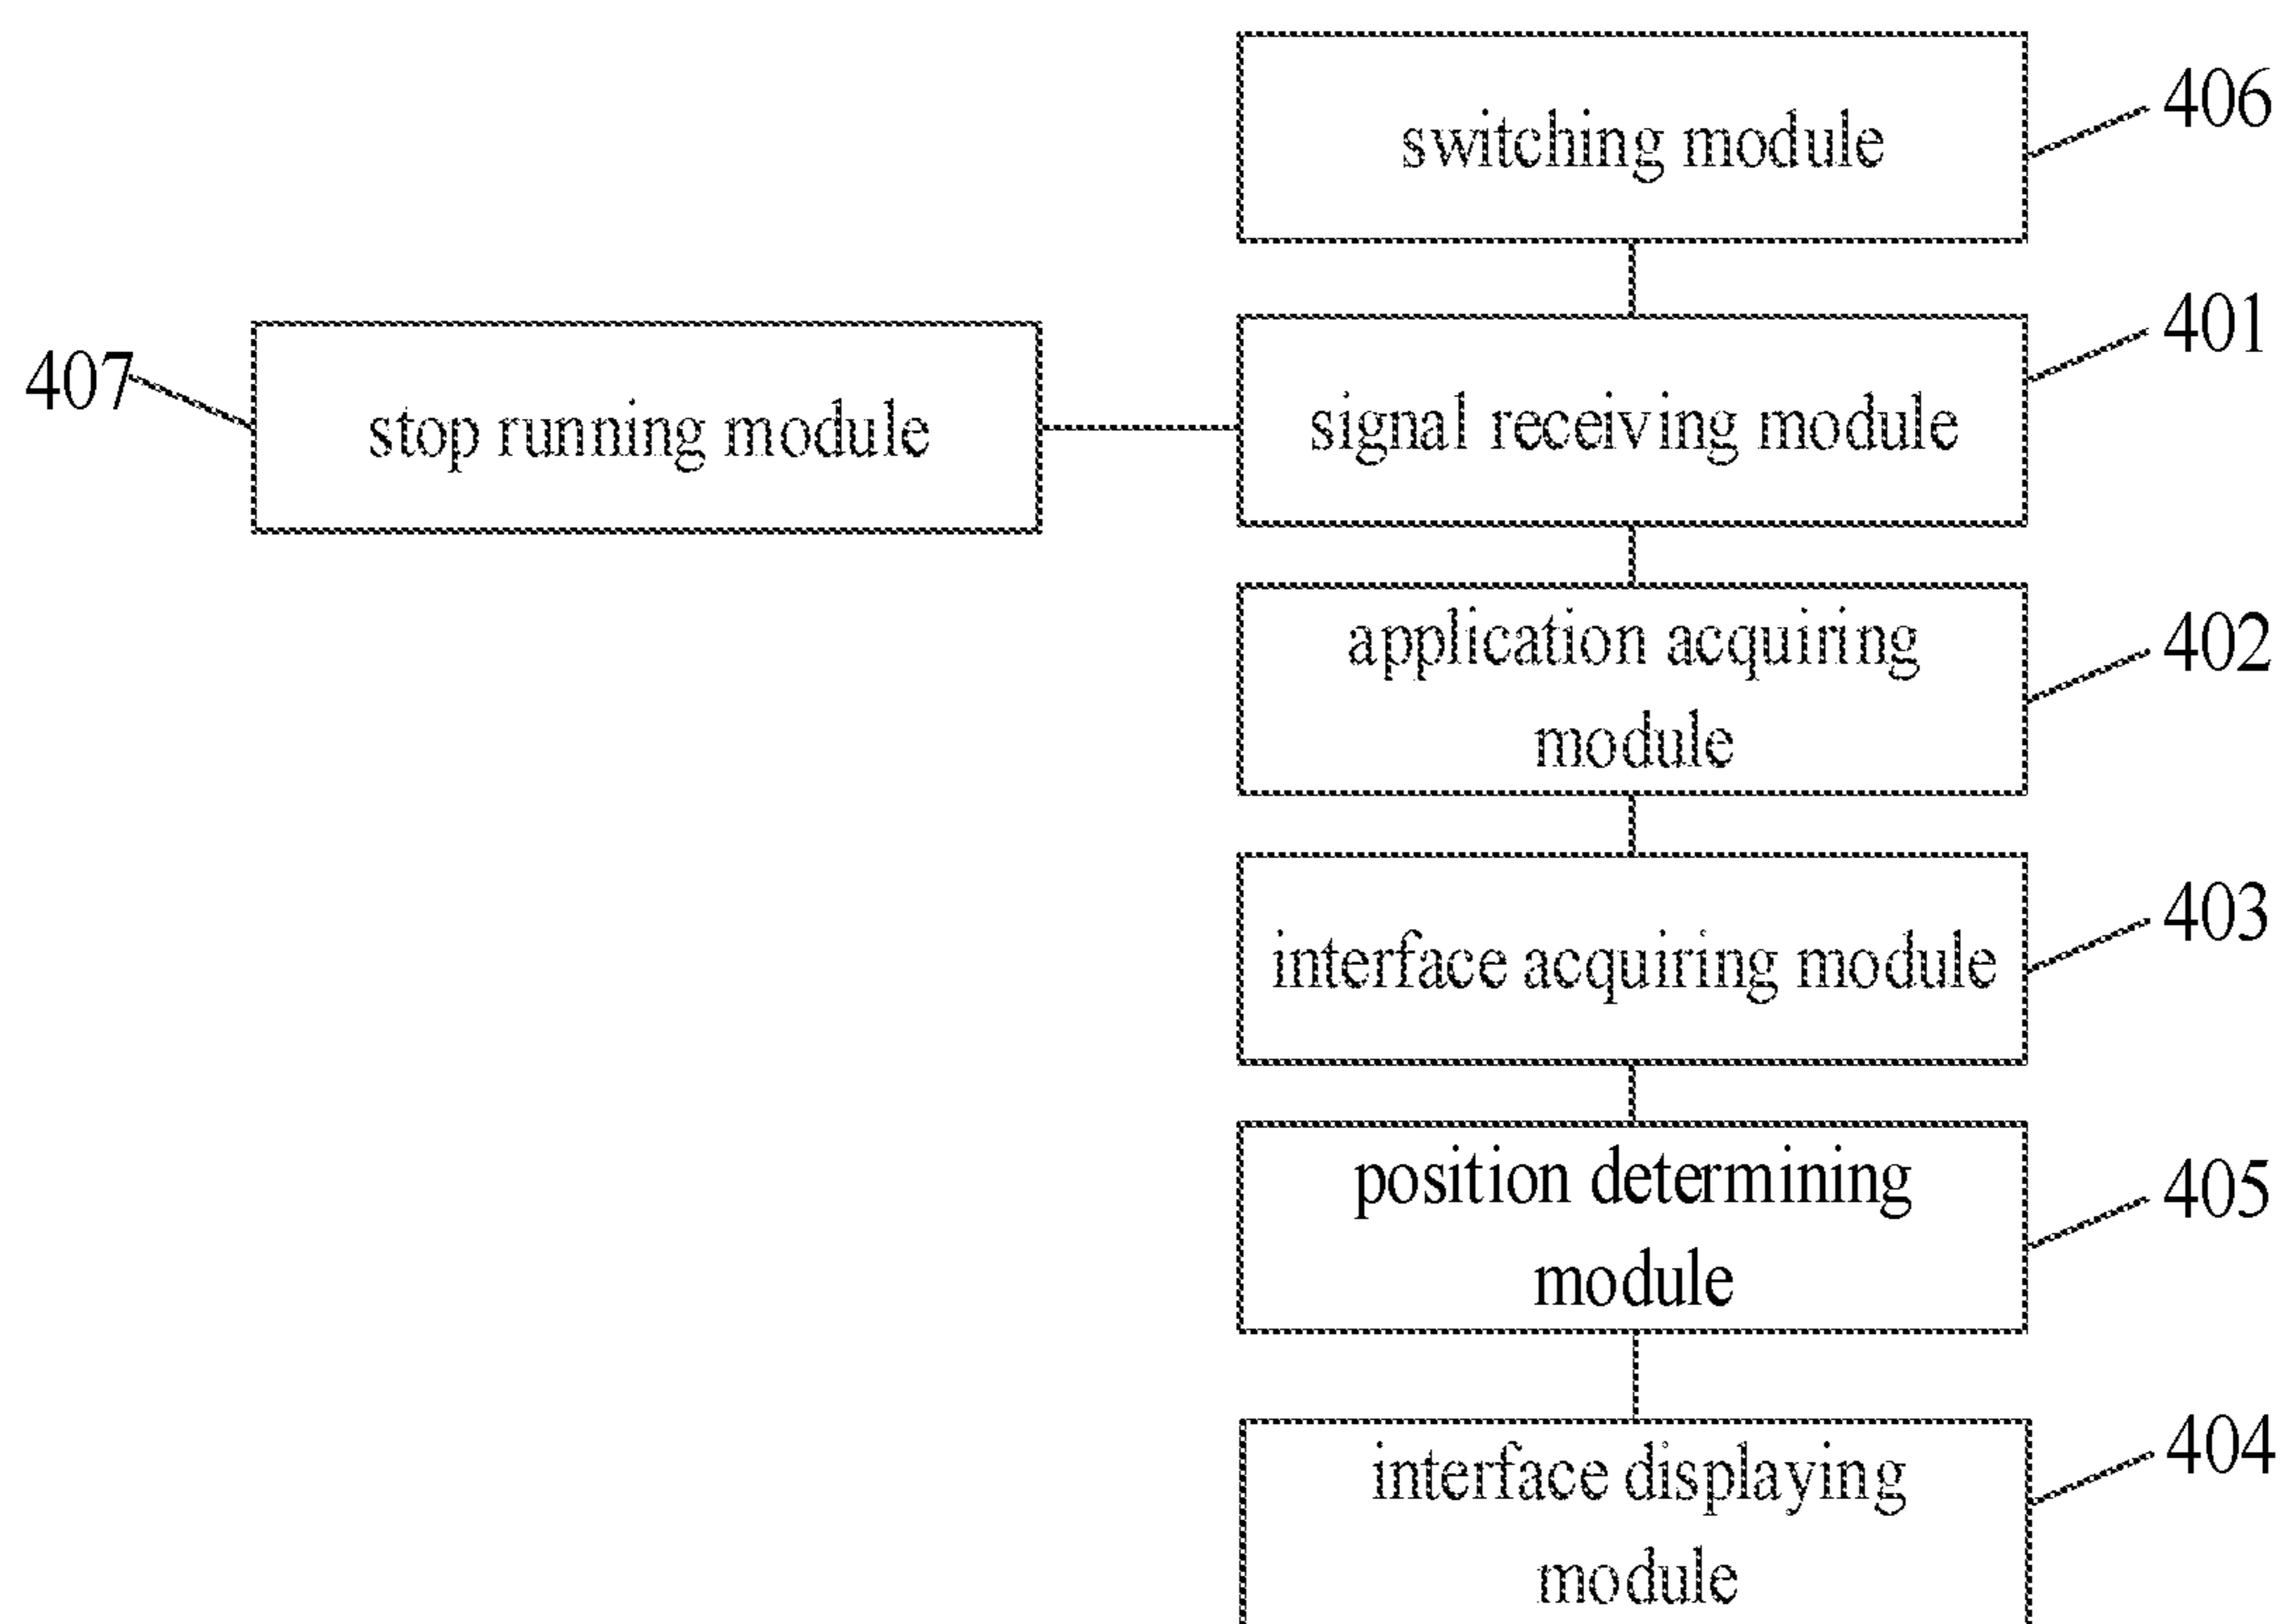 switching module
406
407
stop running module
signal receiving module
401
application acquiring
module
402
interface acquiring module
403
position determining
module
405
interface displaying
module
404